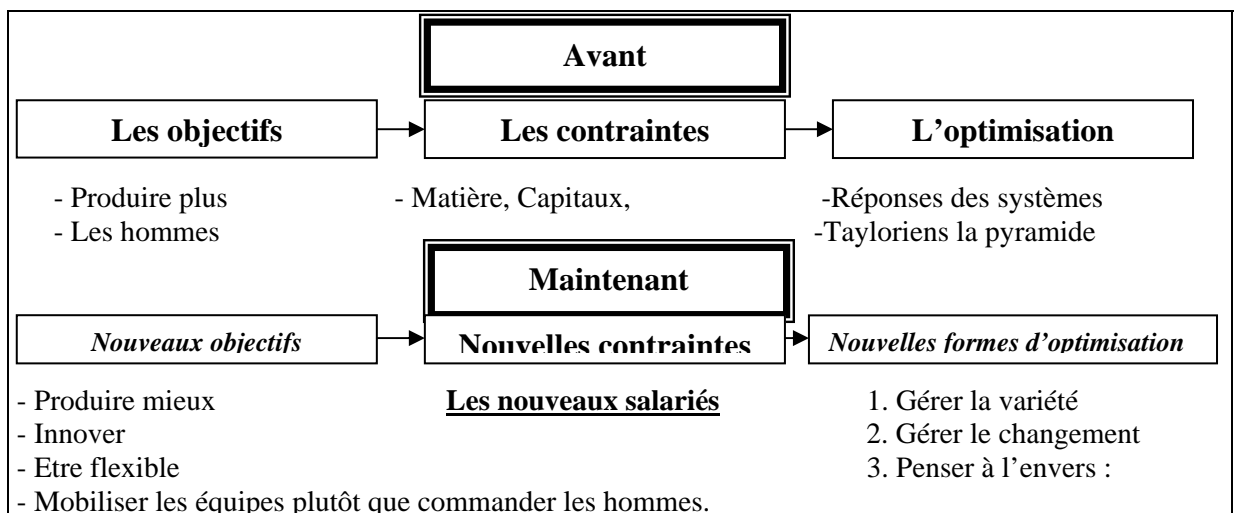 Avant
Les objectifs Les contraintes L'optimisation
- Produire plus - Matière, Capitaux, -Réponses des systèmes
- Les hommes -Tayloriens la pyramide
Maintenant
Nouveaux objectifs Nouvelles contraintes Nouvelles formes d'optimisation
- Produire mieux Les nouveaux salariés 1. Gérer la variété
- Innover 2. Gérer le changement
- Etre flexible 3. Penser à l'envers :
- Mobiliser les équipes plutôt que commander les hommes.